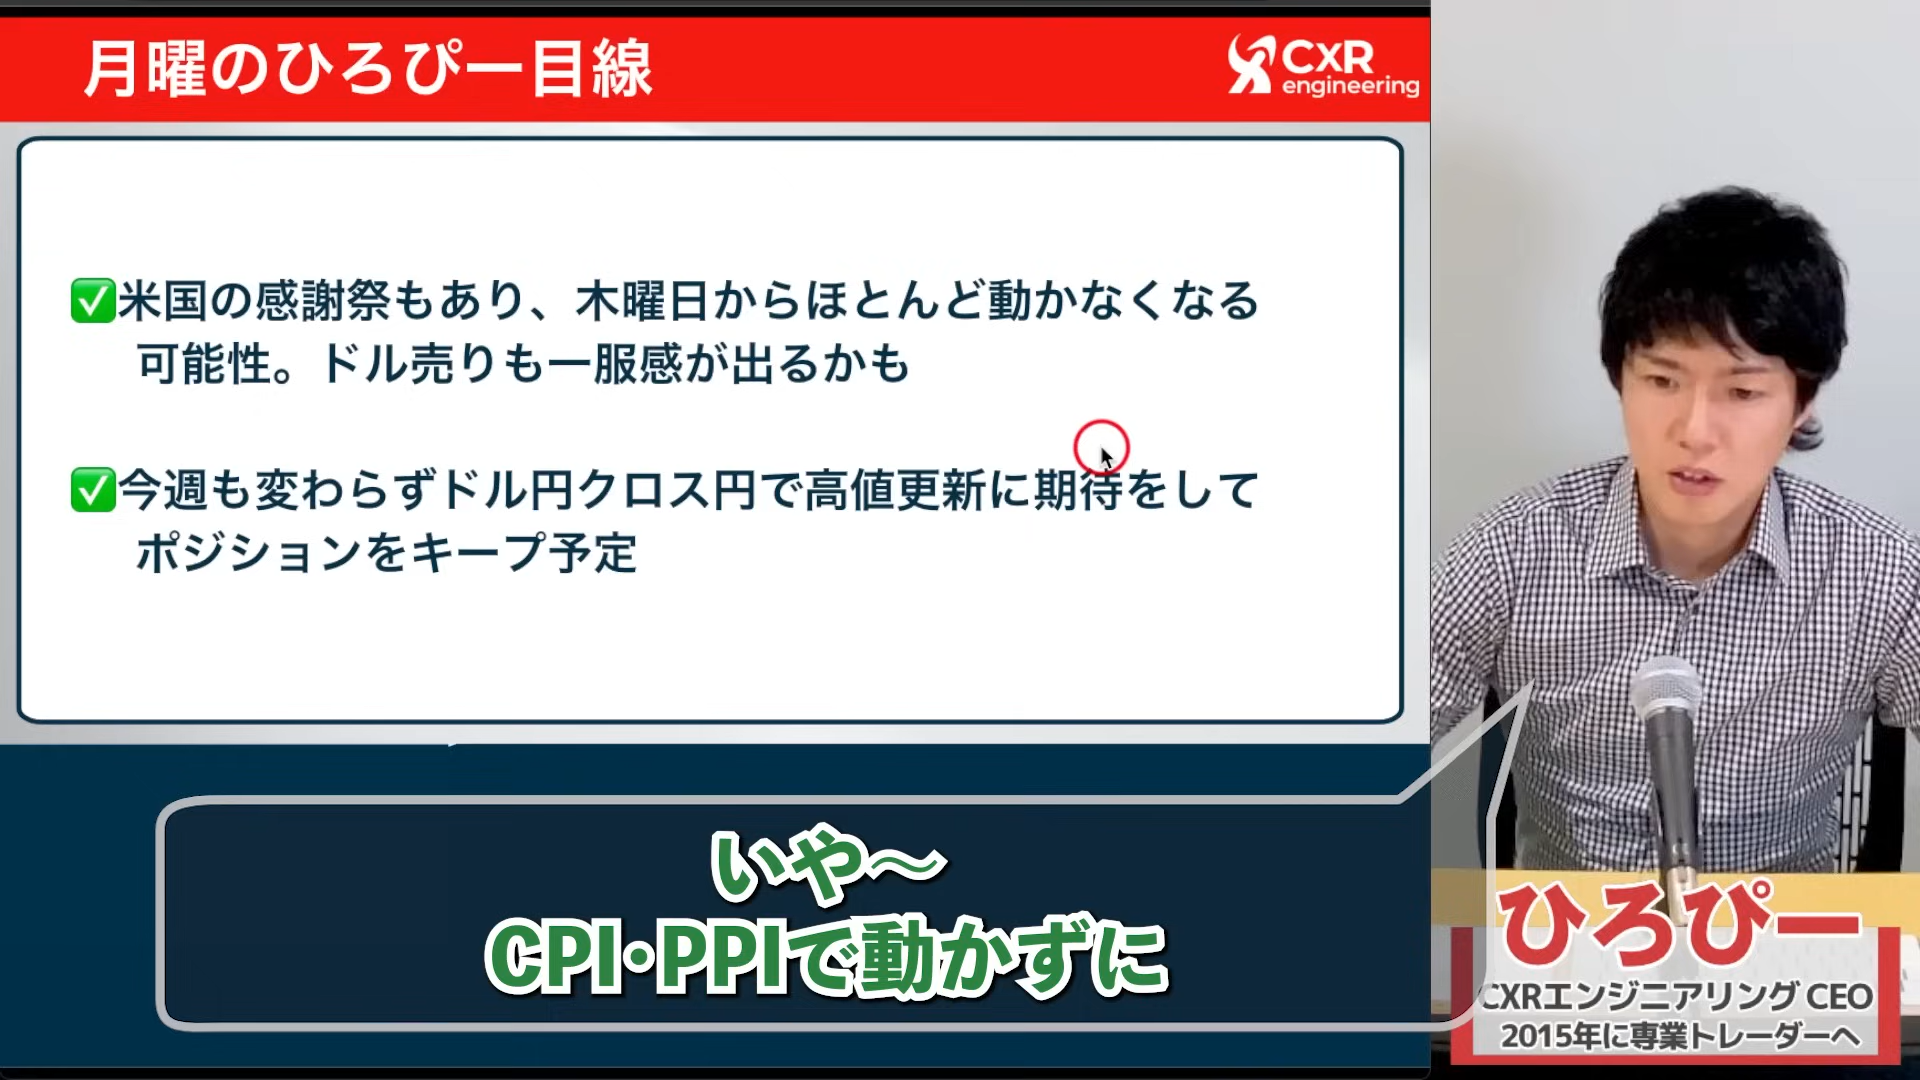 月曜のひろぴー目線
CXR
engineering
✅米国の感謝祭もあり、木曜日からほとんど動かなくなる
可能性。ドル売りも一服感が出るかも
✅今週も変わらずドル円クロス円で高値更新に期待をして
ポジションをキープ予定
いや〜
CPI・PPIで動かずに
ひろぴー
CXRエンジニアリング CEO
2015年に専業トレーダーへ